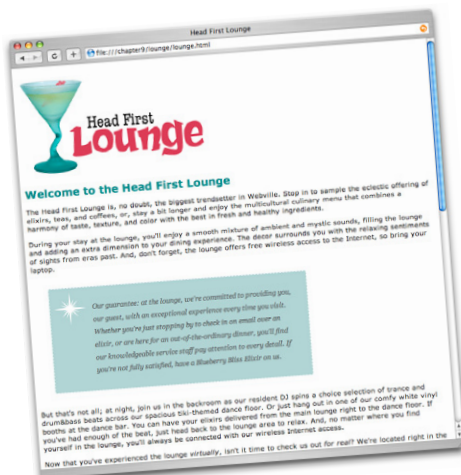 Head First Lounge
file:///chapter9/lounge/lounge.html
Head First
Lounge
Welcome to the Head First Lounge
The Head First Lounge is, no doubt, the biggest trendsetter in Webville. Stop in to sample the eclectic offering of
elixirs, teas, and coffees, or, stay a bit longer and enjoy the multicultural culinary menu that combines a
harmony of taste, texture, and color with the best in fresh and healthy ingredients.
During your stay at the lounge, you'll enjoy a smooth mixture of ambient and mystic sounds, filling the lounge
and adding an extra dimension to your dining experience. The decor surrounds you with the relaxing sentiments
of sights from eras past. And, don't forget, the lounge offers free wireless access to the Internet, so bring your
laptop.
Our guarantee: at the lounge, we're committed to providing you,
our guest, with an exceptional experience every time you visit.
Whether you're just stopping by to check in on email over an
elixir, or are here for an out-of-the-ordinary dinner, you'll find
our knowledgeable service staff pay attention to every detail. If
you're not fully satisfied, have a Blueberry Bliss Elixir on us.
But that's not all; at night, join us in the backroom as our resident DJ spins a choice selection of trance and
drum&bass beats across our spacious tiki-themed dance floor. Or just hang out in one of our comfy white vinyl
booths at the dance bar. You can have your elixirs delivered from the main lounge right to the dance floor. If
you've had enough of the beat, just head back to the lounge area to relax. And, no matter where you find
yourself in the lounge, you'll always be connected with our wireless Internet access.
Now that you've experienced the lounge virtually, isn't it time to check us out for real? We're located right in the